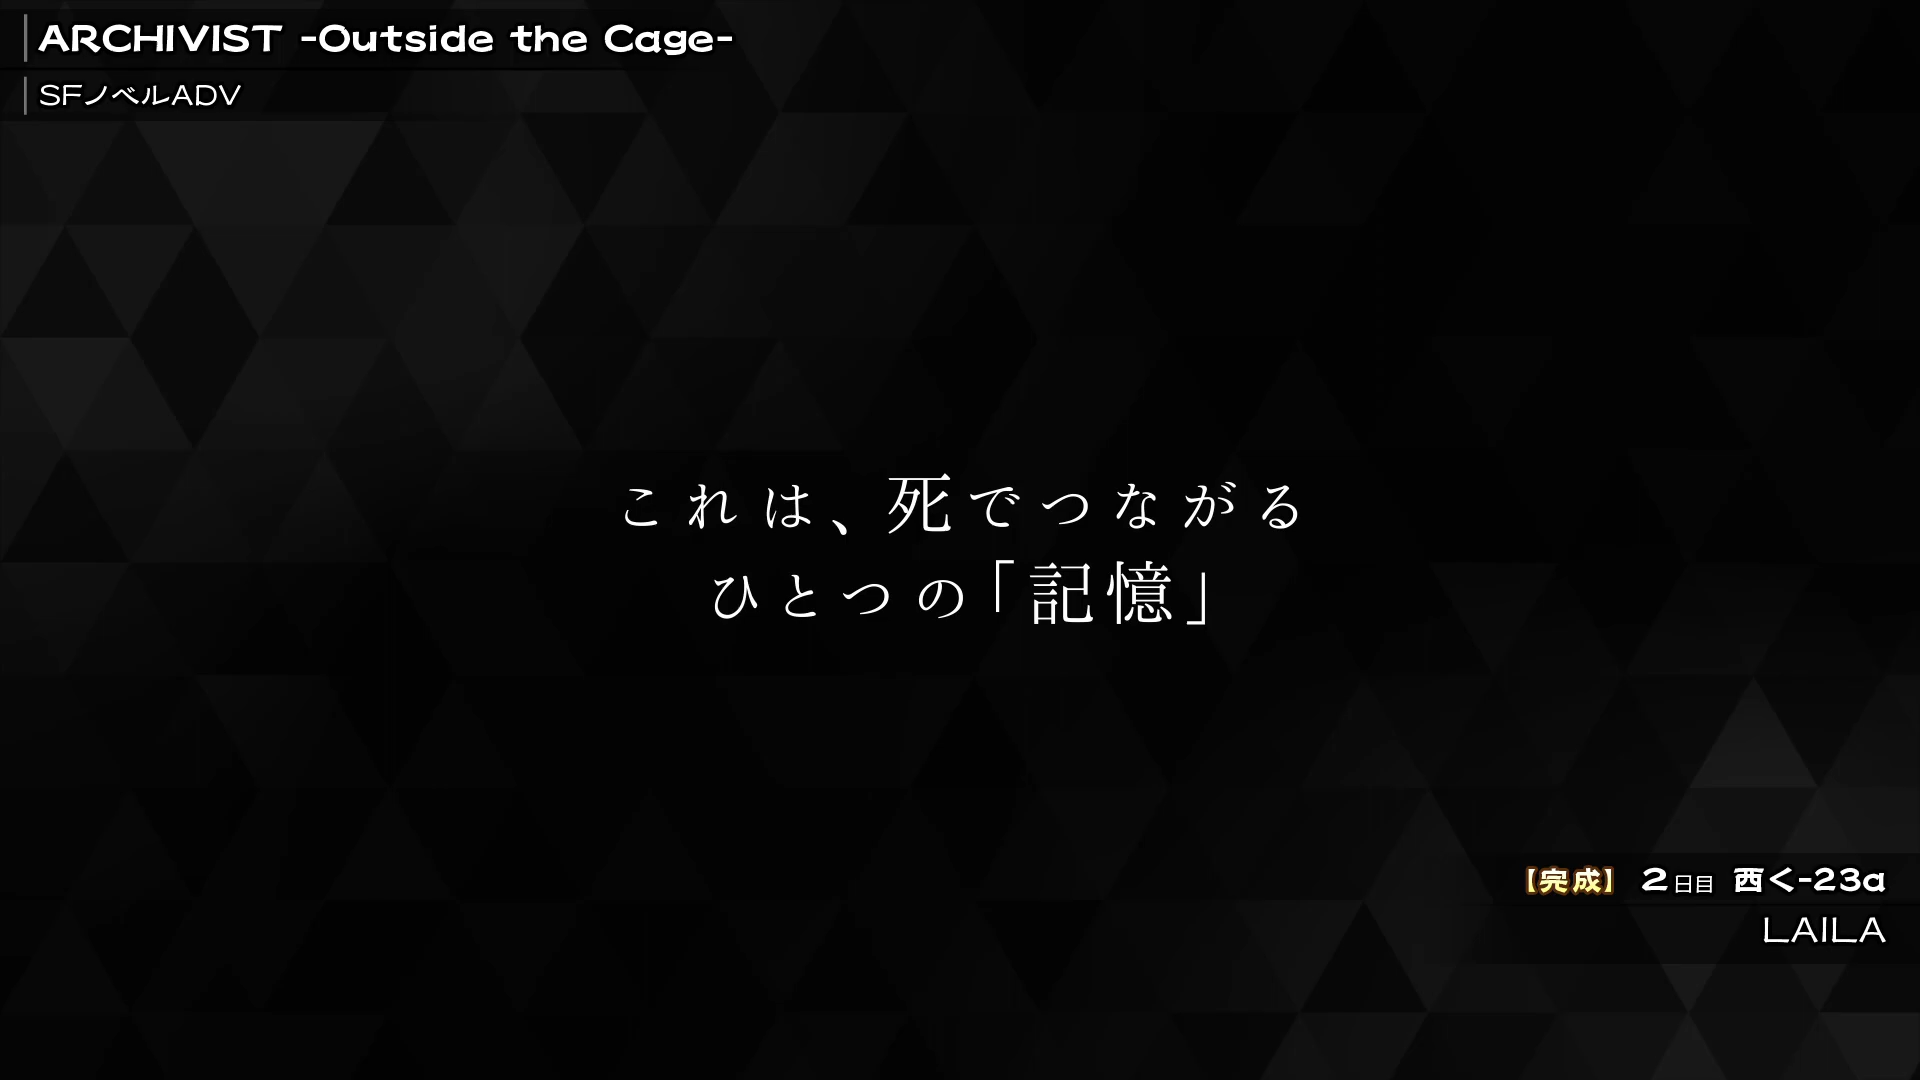 ARCHIVIST -Outside the Cage-
SFノベルADV
これは、死でつながる
ひとつの「記憶」
【完成】 2日目 西く-23a
LAILA